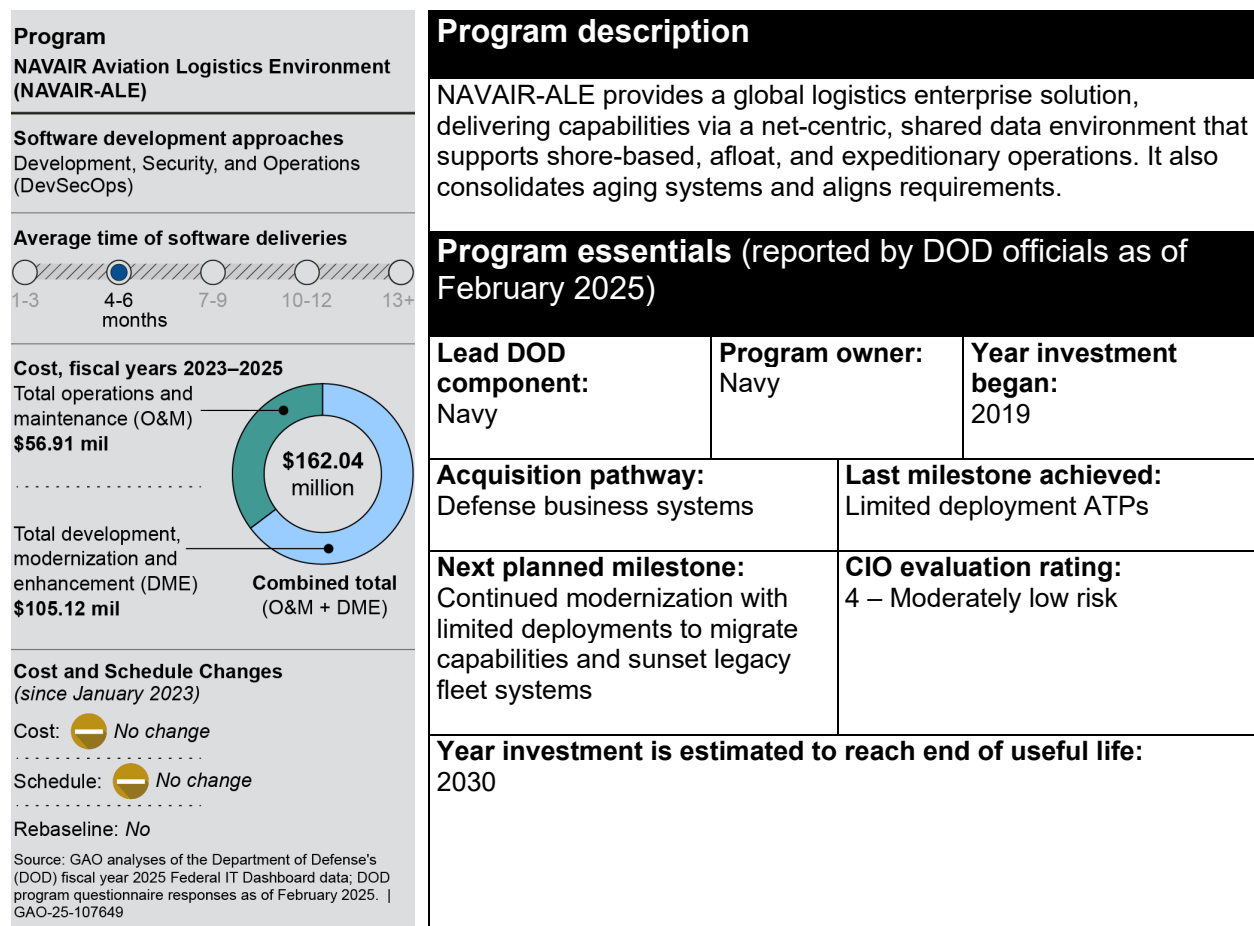 Program
NAVAIR Aviation Logistics Environment
(NAVAIR-ALE)
Software development approaches
Development, Security, and Operations
(DevSecOps)
Average time of software deliveries
1-3 4-6 7-9 10-12 13+
months
Cost, fiscal years 2023–2025
Total operations and
maintenance (O&M)
$56.91 mil
$162.04
million
Total development,
modernization and
enhancement (DME)
$105.12 mil
Combined total
(O&M + DME)
Cost and Schedule Changes
(since January 2023)
Cost: No change
Schedule: No change
Rebaseline: No
Source: GAO analyses of the Department of Defense's
(DOD) fiscal year 2025 Federal IT Dashboard data; DOD
program questionnaire responses as of February 2025. |
GAO-25-107649
Program description
NAVAIR-ALE provides a global logistics enterprise solution,
delivering capabilities via a net-centric, shared data environment that
supports shore-based, afloat, and expeditionary operations. It also
consolidates aging systems and aligns requirements.
Program essentials (reported by DOD officials as of
February 2025)
Lead DOD
component:
Navy
Program owner:
Navy
Year investment
began:
2019
Acquisition pathway:
Defense business systems
Last milestone achieved:
Limited deployment ATPs
Next planned milestone:
Continued modernization with
limited deployments to migrate
capabilities and sunset legacy
fleet systems
CIO evaluation rating:
4 – Moderately low risk
Year investment is estimated to reach end of useful life:
2030